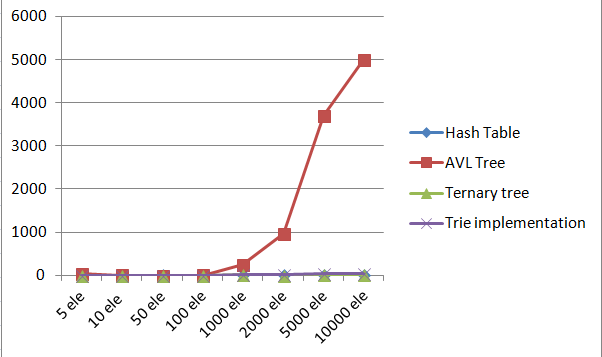 6000
5000
4000
3000
2000
1000
0
5 ele
10 ele
50 ele
100 ele
1000 ele
2000 ele
5000 ele
10000 ele
Hash Table
AVL Tree
Ternary tree
Trie implementation